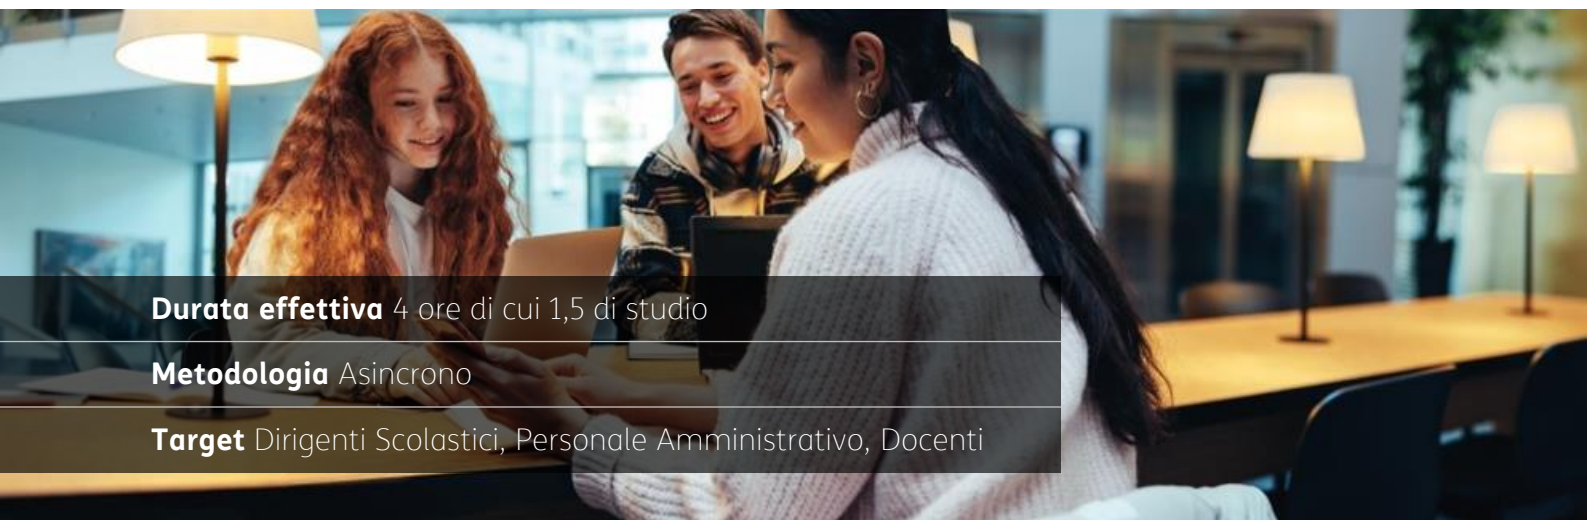 Durata effettiva 4 ore di cui 1,5 di studio
Metodologia Asincrono
Target Dirigenti Scolastici, Personale Amministrativo, Docenti